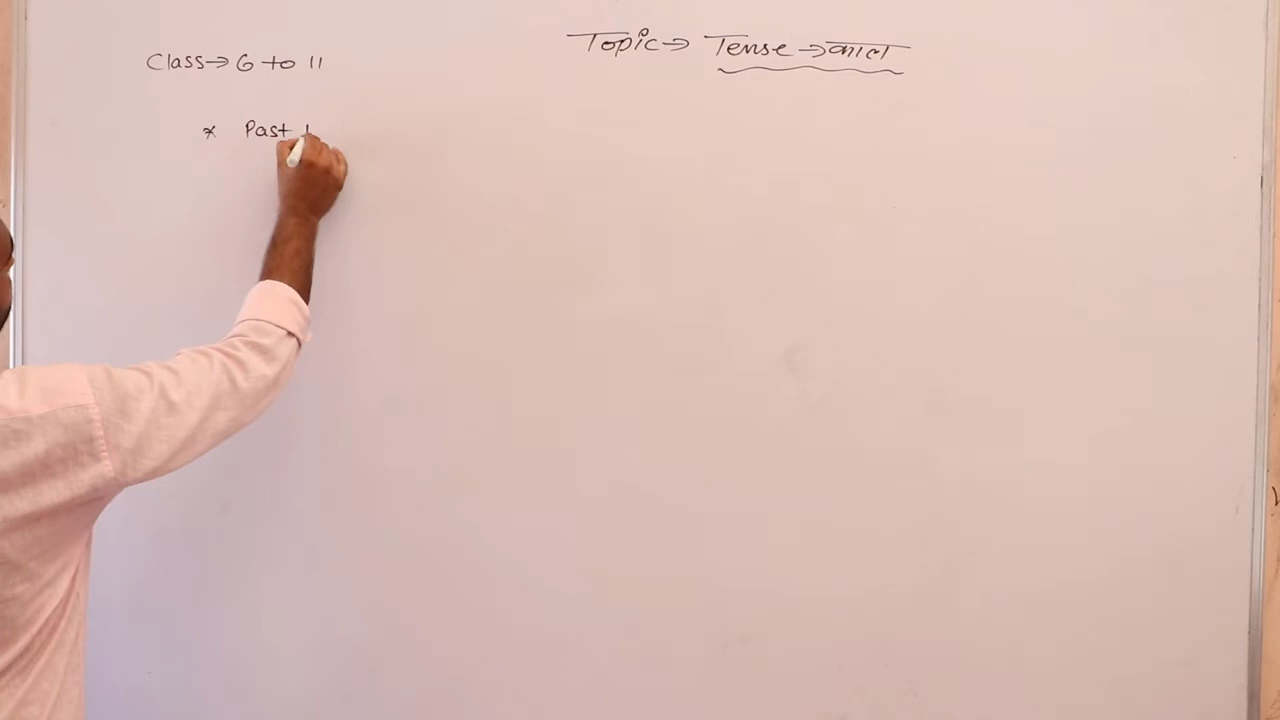 Topic → Tense → काल
Class → 6 to 11
* Past